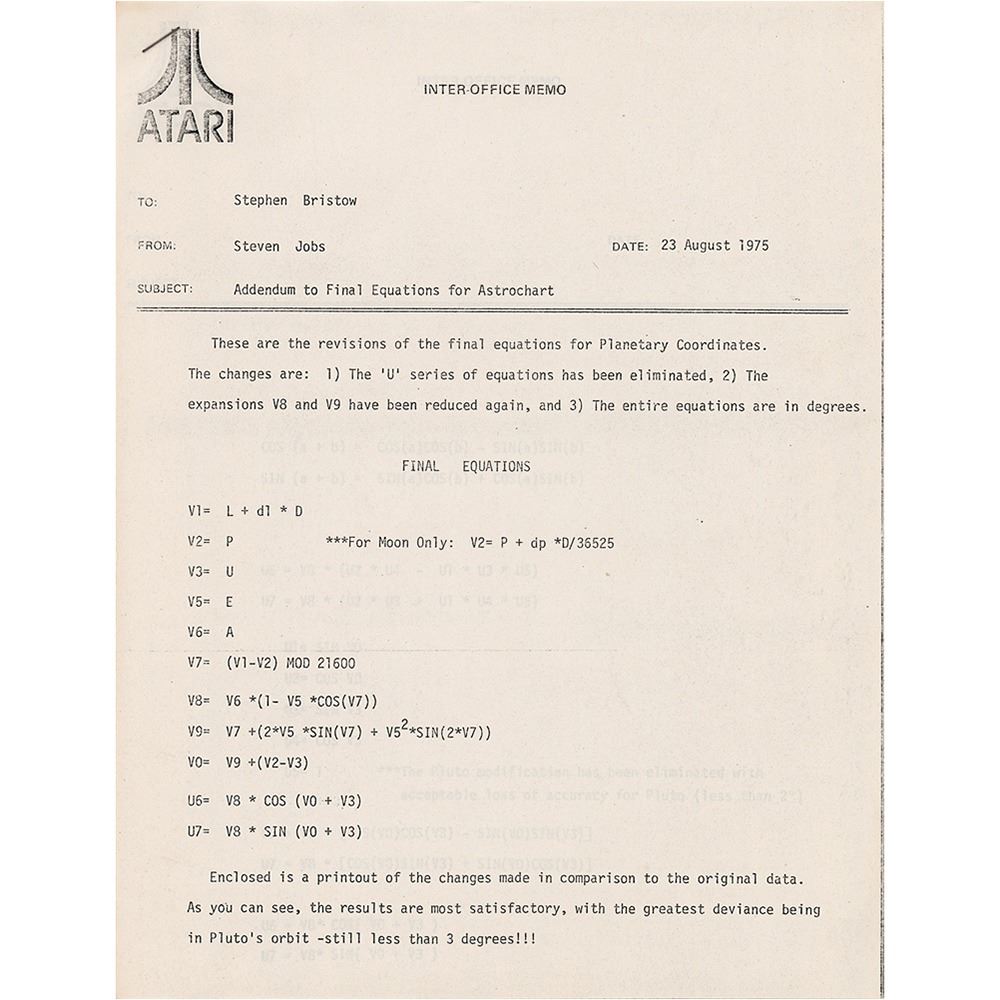 ATARI
INTER-OFFICE MEMO
TO: Stephen Bristow
FROM: Steven Jobs DATE: 23 August 1975
SUBJECT: Addendum to Final Equations for Astrochart
These are the revisions of the final equations for Planetary Coordinates.
The changes are: 1) The 'U' series of equations has been eliminated, 2) The
expansions V8 and V9 have been reduced again, and 3) The entire equations are in degrees.
FINAL EQUATIONS
V1= L + dl * D
V2= P ***For Moon Only: V2= P + dp *D/36525
V3= U
V5= E
V6= A
V7= (V1-V2) MOD 21600
V8= V6 *(1- V5 *COS(V7))
V9= V7 +(2*V5 *SIN(V7) + V5²*SIN(2*V7))
V0= V9 +(V2-V3)
U6= V8 * COS (V0 + V3)
U7= V8 * SIN (V0 + V3)
Enclosed is a printout of the changes made in comparison to the original data.
As you can see, the results are most satisfactory, with the greatest deviance being
in Pluto's orbit -still less than 3 degrees!!!